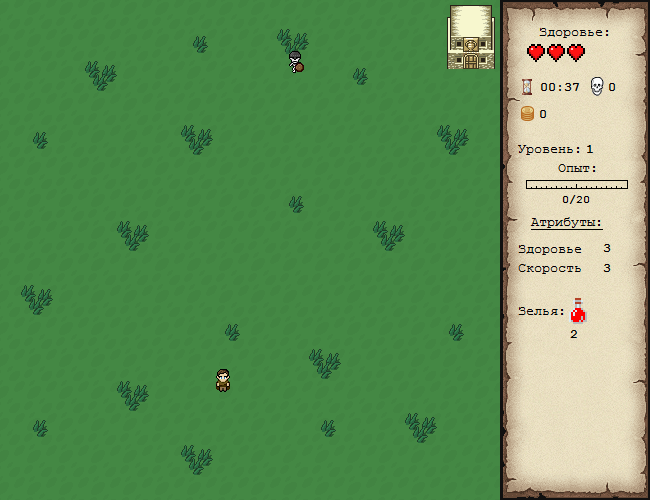 Здоровье:
00:37 0
0
Уровень: 1
Опыт:
0/20
Атрибуты:
Здоровье 3
Скорость 3
Зелья:
2